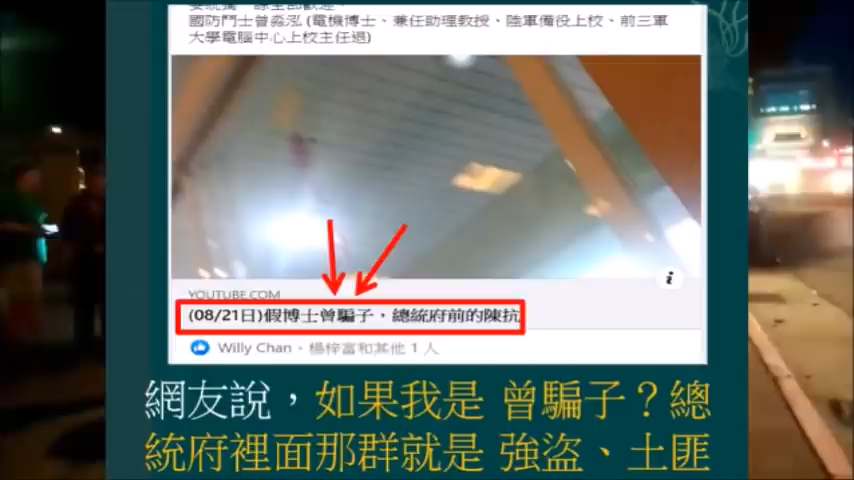 國防鬥士曾淼泓 (電機博士、兼任助理教授、陸軍備役上校、前三軍
大學電腦中心上校主任退)
YOUTUBE.COM
(08/21日)假博士曾騙子，總統府前的陳抗
Willy Chan、楊梓富和其他 1 人
網友說，如果我是 曾騙子？總
統府裡面那群就是 強盜、土匪